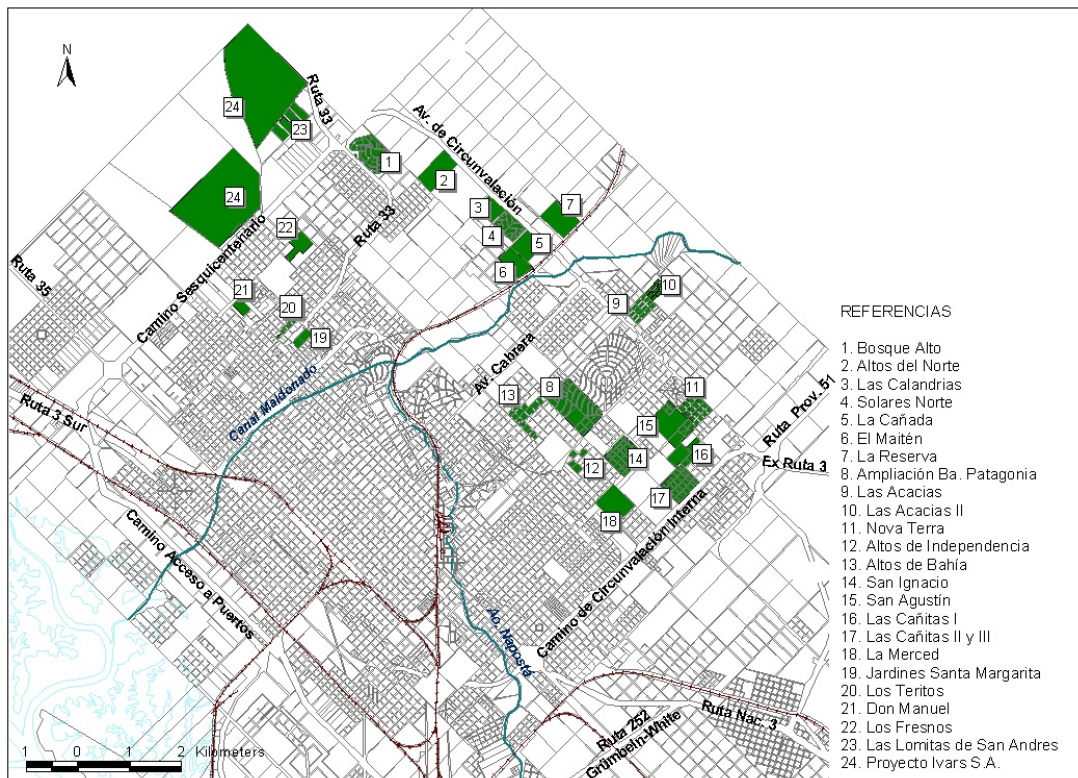 N
Ruta 33
24
23
Av. de Circunvalación
1
2
24
3
7
4
22
Ruta 33
5
Camino Sesquicentenario
6
Ruta 35
10
21
9
20
19
REFERENCIAS
1. Bosque Alto
2. Altos del Norte
3. Las Calandrias
4. Solares Norte
5. La Cañada
6. El Maitén
7. La Reserva
8. Ampliación Ba. Patagonia
9. Las Acacias
10. Las Acacias II
11. Nova Terra
12. Altos de Independencia
13. Altos de Bahía
14. San Ignacio
15. San Agustín
16. Las Cañitas I
17. Las Cañitas II y III
18. La Merced
19. Jardines Santa Margarita
20. Los Teritos
21. Don Manuel
22. Los Fresnos
23. Las Lomitas de San Andres
24. Proyecto Ivars S.A.
Av. Cabrera
8
11
13
Canal Maldonado
Ruta Prov. 51
15
Ruta 3 Sur
16
14
Ex Ruta 3
12
17
18
Camino de Circunvalación Interna
Camino Acceso a Puertos
Ao. Napostá
Ruta Nac. 3
Ruta 252
Grümbein-White
1 0 1 2 Kilometers